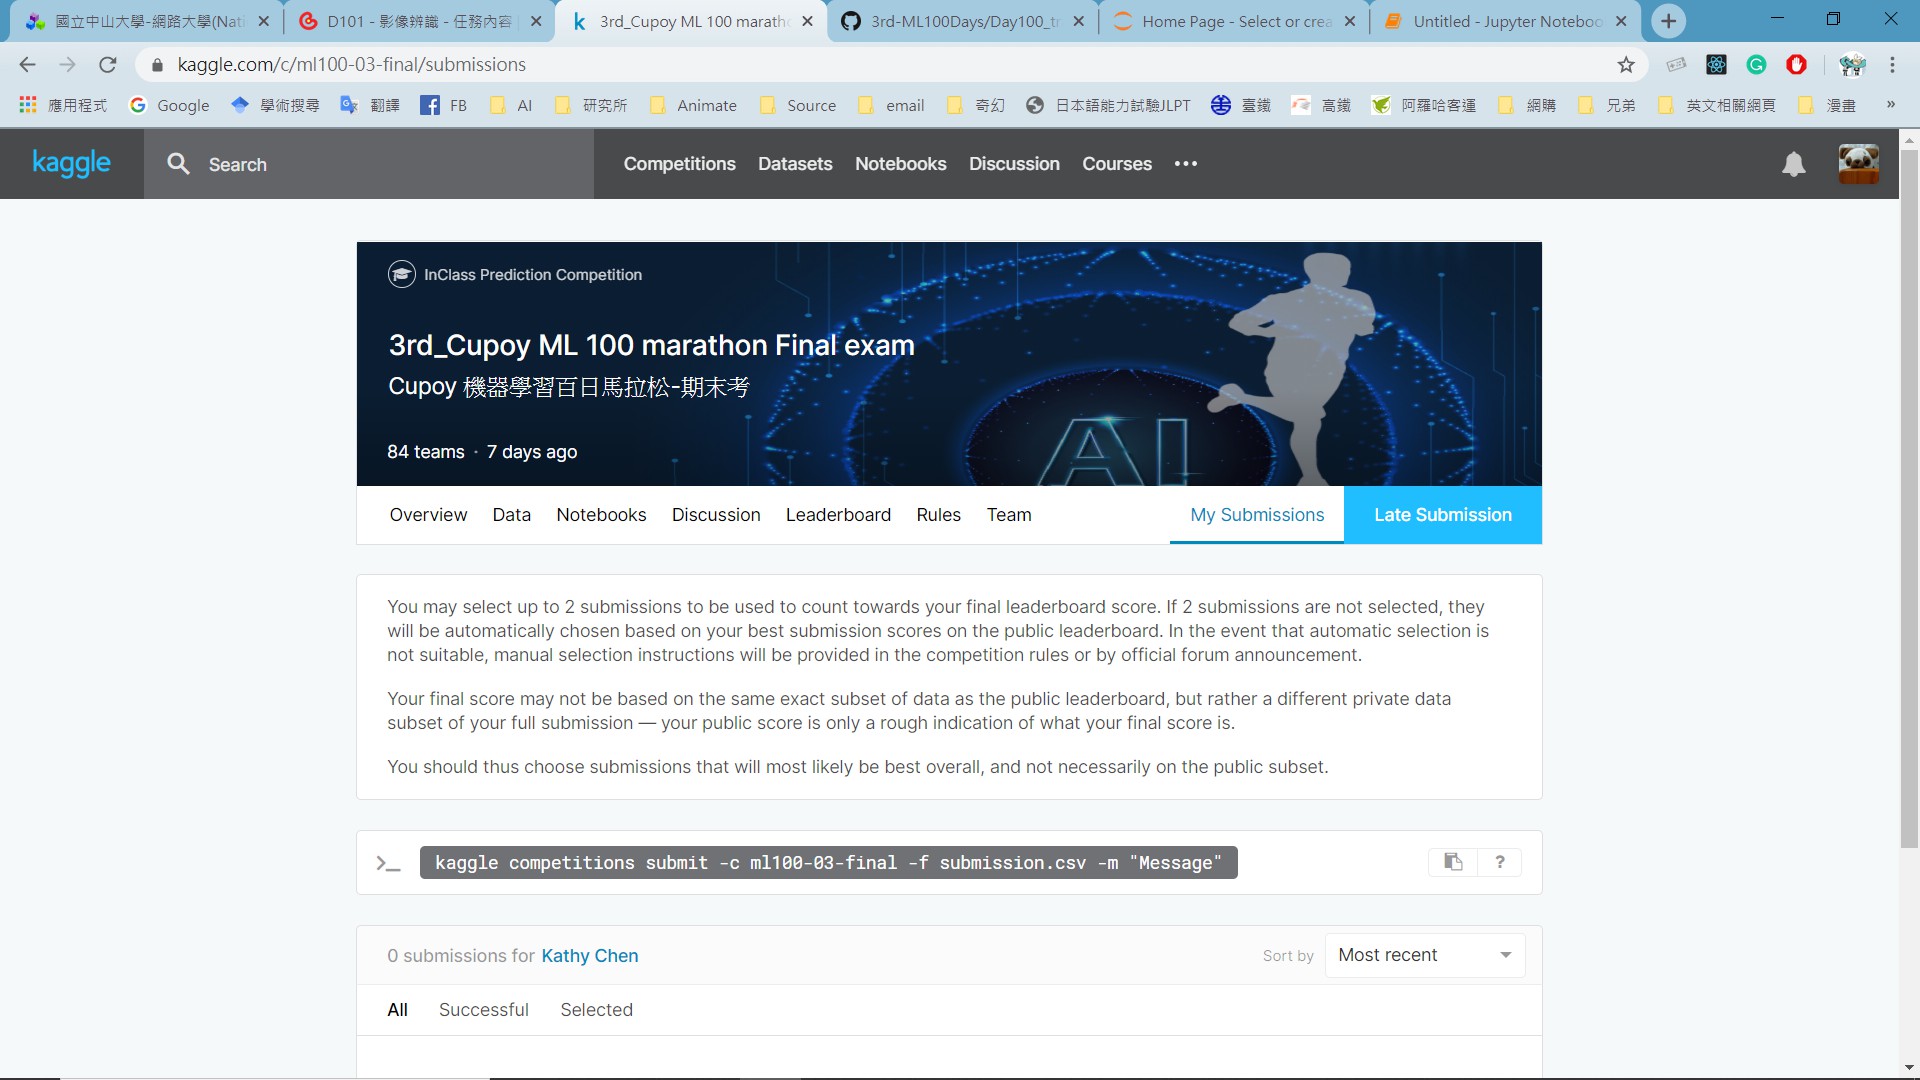 國立中山大學-網路大學(Nati
D101 - 影像辨識 - 任務內容
3rd_Cupoy ML 100 marath
3rd-ML100Days/Day100_tr
Home Page - Select or crea
Untitled - Jupyter Noteboo
kaggle.com/c/ml100-03-final/submissions
應用程式 Google 學術搜尋 翻譯 FB AI 研究所 Animate Source email 奇幻 日本語能力試驗JLPT 臺鐵 高鐵 阿羅哈客運 網購 兄弟 英文相關網頁 漫畫 »
kaggle Search Competitions Datasets Notebooks Discussion Courses
InClass Prediction Competition
3rd_Cupoy ML 100 marathon Final exam
Cupoy 機器學習百日馬拉松-期末考
AI
84 teams · 7 days ago
Overview Data Notebooks Discussion Leaderboard Rules Team My Submissions Late Submission
You may select up to 2 submissions to be used to count towards your final leaderboard score. If 2 submissions are not selected, they
will be automatically chosen based on your best submission scores on the public leaderboard. In the event that automatic selection is
not suitable, manual selection instructions will be provided in the competition rules or by official forum announcement.
Your final score may not be based on the same exact subset of data as the public leaderboard, but rather a different private data
subset of your full submission — your public score is only a rough indication of what your final score is.
You should thus choose submissions that will most likely be best overall, and not necessarily on the public subset.
>_ kaggle competitions submit -c ml100-03-final -f submission.csv -m "Message" ?
0 submissions for Kathy Chen Sort by Most recent
All Successful Selected